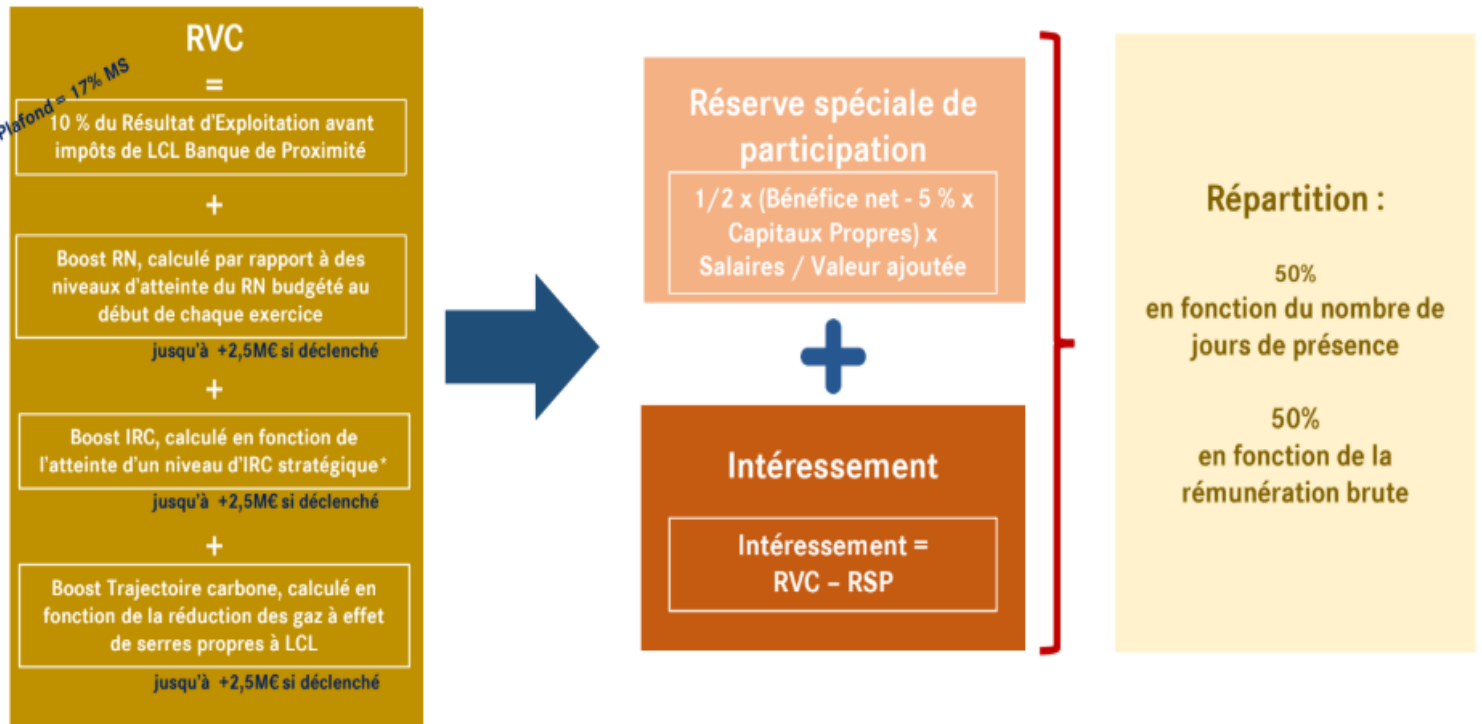 RVC
=
Plafond = 17% MS
10 % du Résultat d'Exploitation avant
impôts de LCL Banque de Proximité
+
Boost RN, calculé par rapport à des
niveaux d'atteinte du RN budgété au
début de chaque exercice
jusqu'à +2,5M€ si déclenché
+
Boost IRC, calculé en fonction de
l'atteinte d'un niveau d'IRC stratégique*
jusqu'à +2,5M€ si déclenché
+
Boost Trajectoire carbone, calculé en
fonction de la réduction des gaz à effet
de serres propres à LCL
jusqu'à +2,5M€ si déclenché
Réserve spéciale de
participation
1/2 x (Bénéfice net - 5 % x
Capitaux Propres) x
Salaires / Valeur ajoutée
+
Intéressement
Intéressement =
RVC – RSP
Répartition :
50%
en fonction du nombre de
jours de présence
50%
en fonction de la
rémunération brute